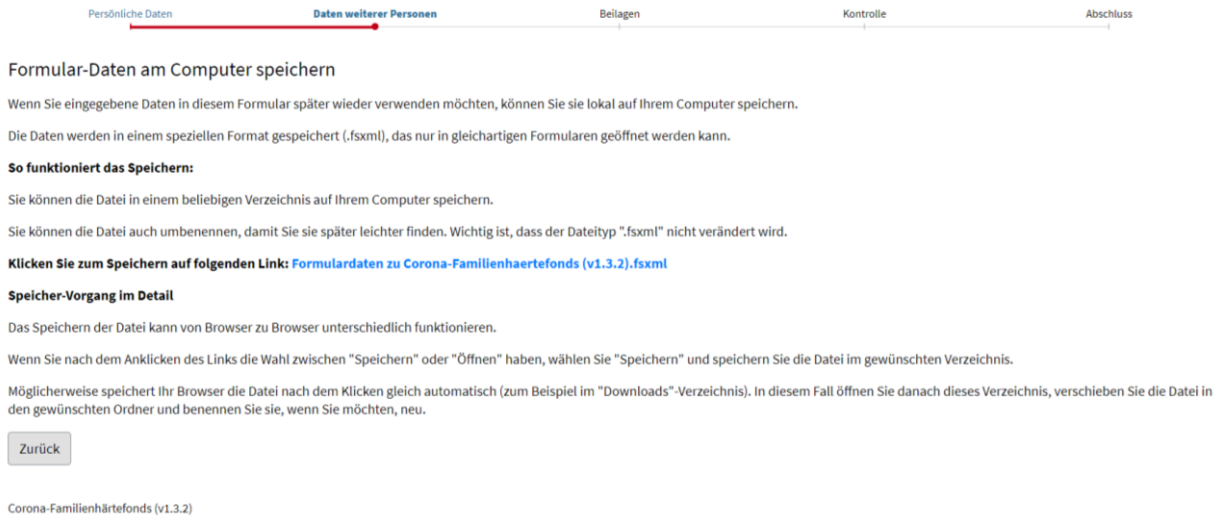 Persönliche Daten Daten weiterer Personen Beilagen Kontrolle Abschluss
Formular-Daten am Computer speichern
Wenn Sie eingegebene Daten in diesem Formular später wieder verwenden möchten, können Sie sie lokal auf Ihrem Computer speichern.
Die Daten werden in einem speziellen Format gespeichert (.fsxml), das nur in gleichartigen Formularen geöffnet werden kann.
So funktioniert das Speichern:
Sie können die Datei in einem beliebigen Verzeichnis auf Ihrem Computer speichern.
Sie können die Datei auch umbenennen, damit Sie sie später leichter finden. Wichtig ist, dass der Dateityp ".fsxml" nicht verändert wird.
Klicken Sie zum Speichern auf folgenden Link: Formulardaten zu Corona-Familienhaertefonds (v1.3.2).fsxml
Speicher-Vorgang im Detail
Das Speichern der Datei kann von Browser zu Browser unterschiedlich funktionieren.
Wenn Sie nach dem Anklicken des Links die Wahl zwischen "Speichern" oder "Öffnen" haben, wählen Sie "Speichern" und speichern Sie die Datei im gewünschten Verzeichnis.
Möglicherweise speichert Ihr Browser die Datei nach dem Klicken gleich automatisch (zum Beispiel im "Downloads"-Verzeichnis). In diesem Fall öffnen Sie danach dieses Verzeichnis, verschieben Sie die Datei in
den gewünschten Ordner und benennen Sie sie, wenn Sie möchten, neu.
Zurück
Corona-Familienhärtefonds (v1.3.2)